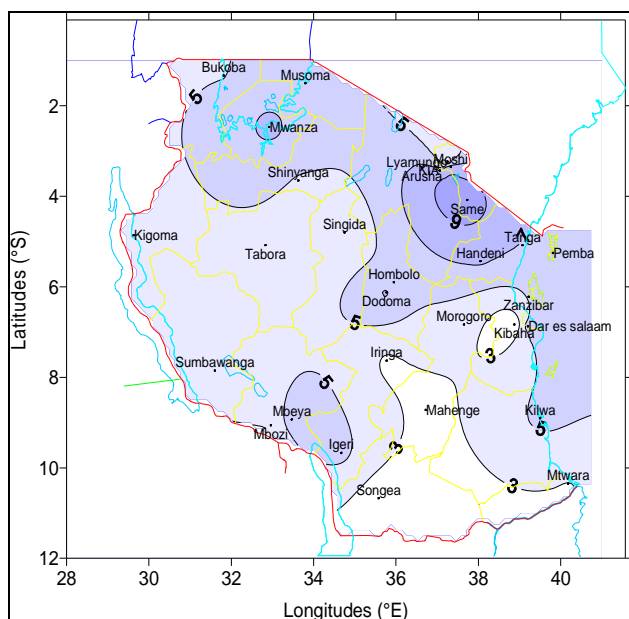 Bukoba
Musoma
5
5
2
Mwanza
Moshi
Lyamungo
KIA
Arusha
Shinyanga
4
Same
9
Singida
Kigoma
Tabora
Tanga
Handeni
Pemba
6
Hombolo
Dodoma
Zanzibar
5
Morogoro
Dar es salaam
Kibaha
Iringa
3
Sumbawanga
8
5
Mbeya
Mahenge
Kilwa
Mbozi
5
Igeri
3
10
Mtwara
3
Songea
12
28
30
32
34
36
38
40
Latitudes (°S)
Longitudes (°E)